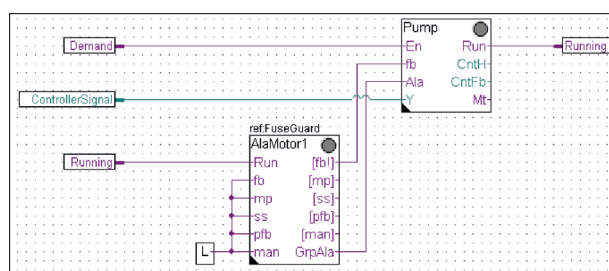 Pump
Demand
En
Run
Running
fb
CntH
Ala
CntFb
ControllerSignal
Y
Mt
ref:FuseGuard
AlaMotor1
Running
Run
[fb!]
fb
[mp]
mp
[ss]
ss
[pfb]
pfb
[man]
L
man
GrpAla